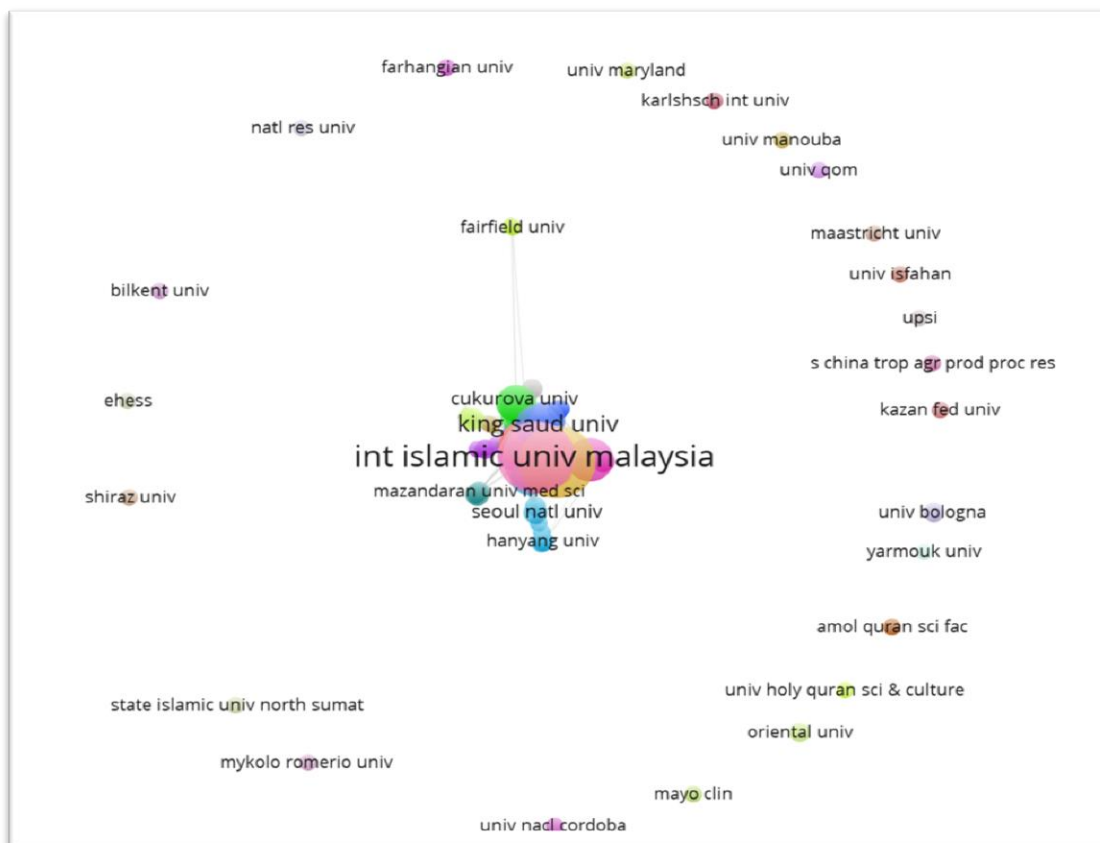 farhangian univ
univ maryland
karlshsch int univ
natl res univ
univ manouba
univ qom
fairfield univ
maastricht univ
univ isfahan
bilkent univ
upsi
s china trop agr prod proc res
cukurova univ
ehess
kazan fed univ
king saud univ
int islamic univ malaysia
mazandaran univ med sci
shiraz univ
seoul natl univ
univ bologna
hanyang univ
yarmouk univ
amol quran sci fac
univ holy quran sci & culture
state islamic univ north sumat
oriental univ
mykolo romerio univ
mayo clin
univ nacl cordoba